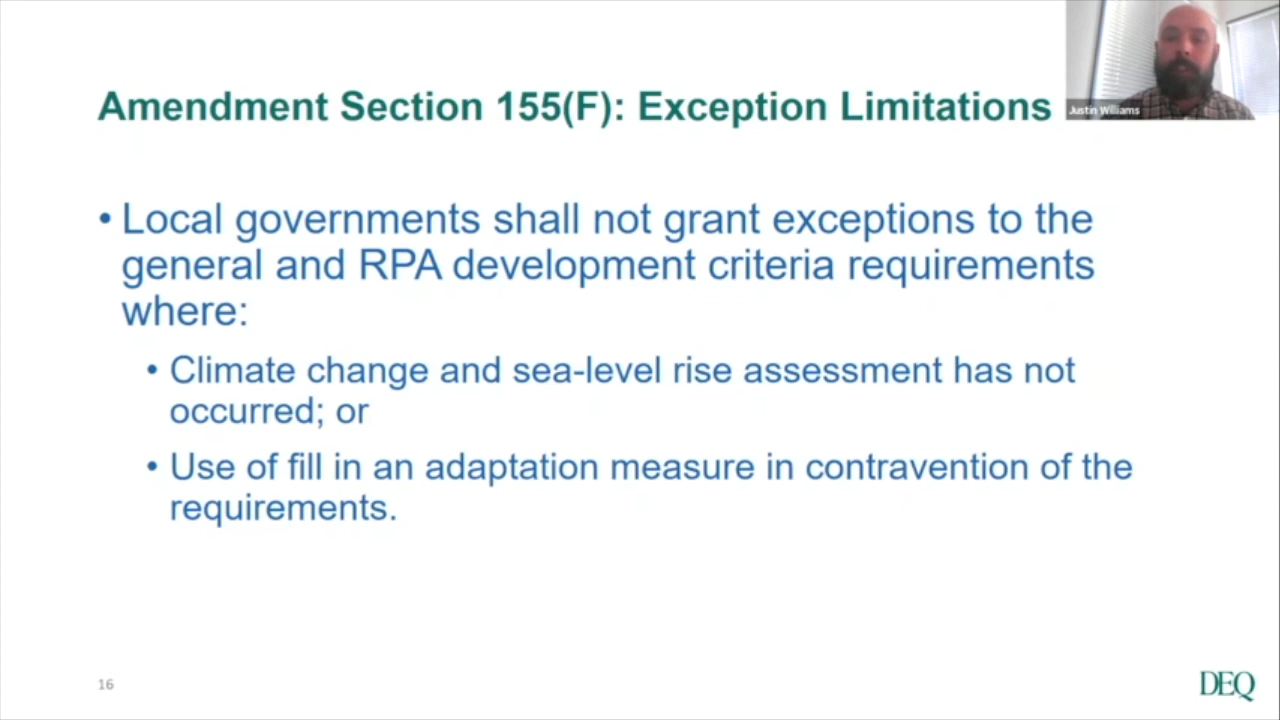 Amendment Section 155(F): Exception Limitations
Justin Williams
• Local governments shall not grant exceptions to the
general and RPA development criteria requirements
where:
• Climate change and sea-level rise assessment has not
occurred; or
• Use of fill in an adaptation measure in contravention of the
requirements.
16
DEQ